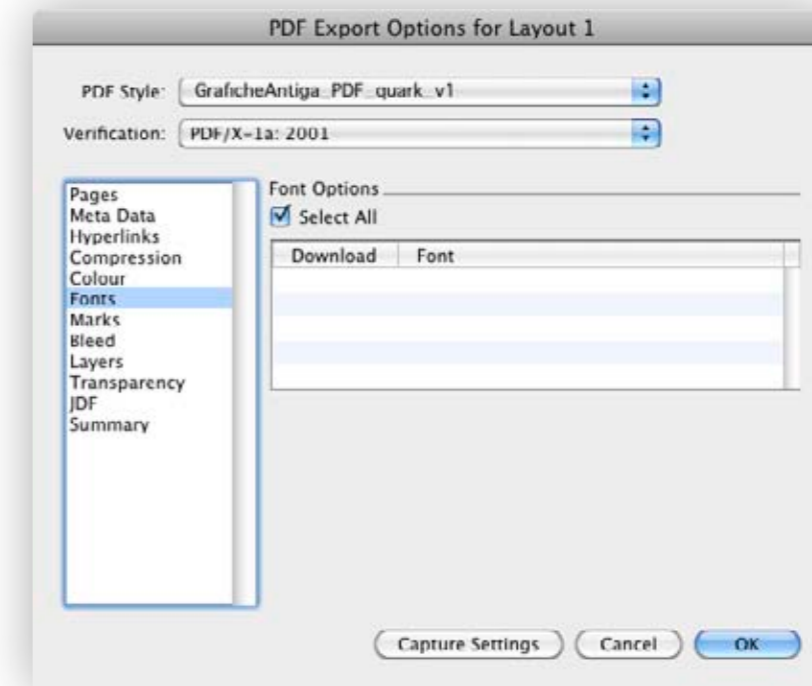 PDF Export Options for Layout 1
PDF Style: GraficheAntiga_PDF_quark_v1
Verification: PDF/X-1a: 2001
Pages
Meta Data
Hyperlinks
Compression
Colour
Fonts
Marks
Bleed
Layers
Transparency
JDF
Summary
Font Options
Select All
Download Font
Capture Settings Cancel OK